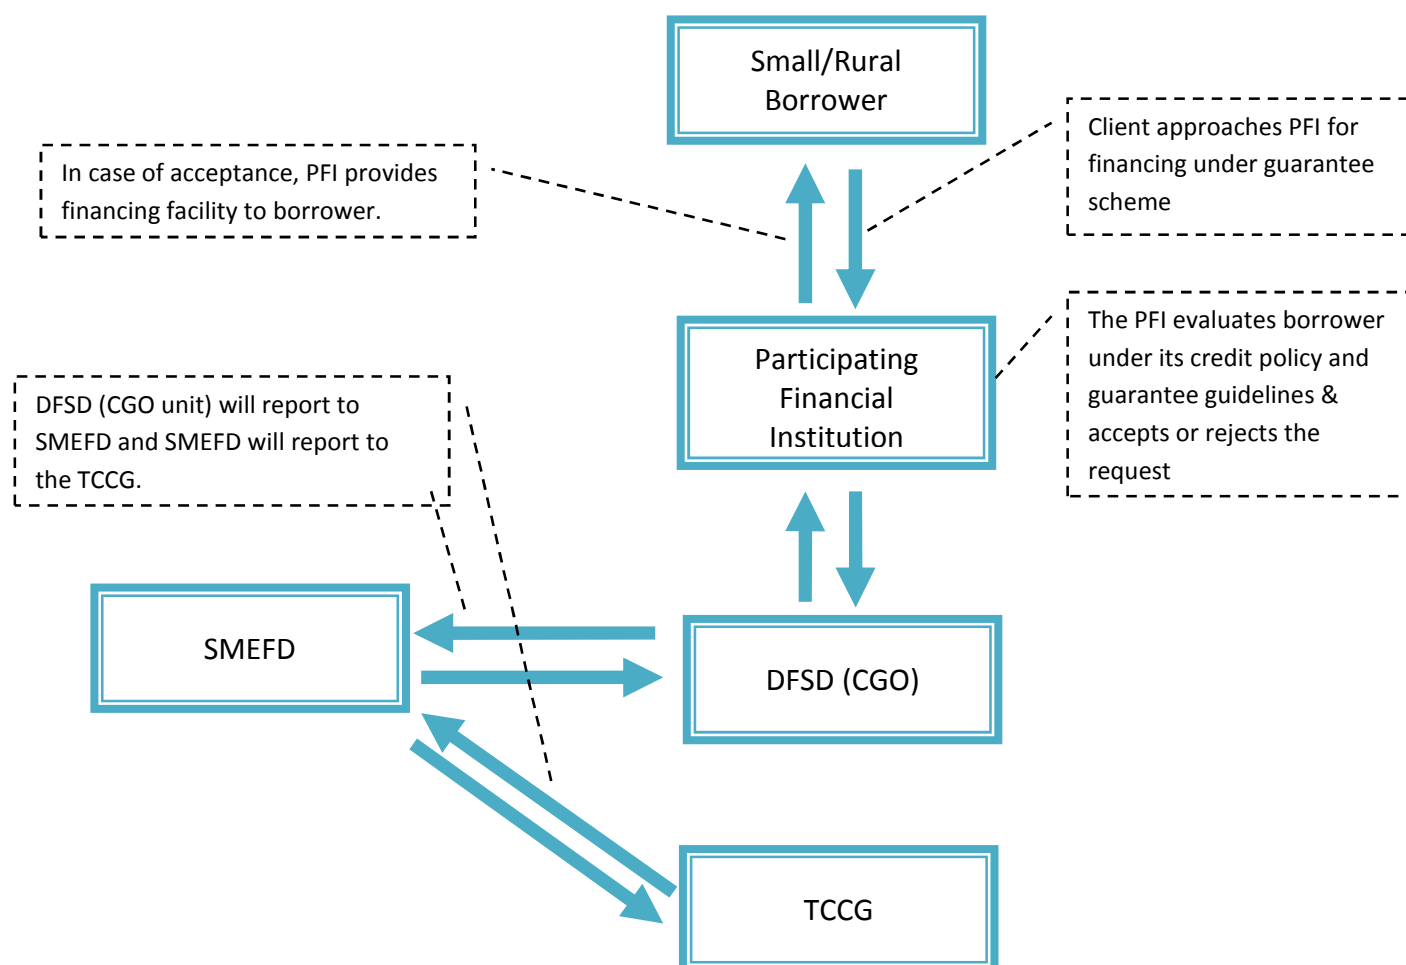 Small/Rural
Borrower
Client approaches PFI for
financing under guarantee
scheme
In case of acceptance, PFI provides
financing facility to borrower.
Participating
Financial
Institution
The PFI evaluates borrower
under its credit policy and
guarantee guidelines &
accepts or rejects the
request
DFSD (CGO unit) will report to
SMEFD and SMEFD will report to
the TCCG.
SMEFD
DFSD (CGO)
TCCG